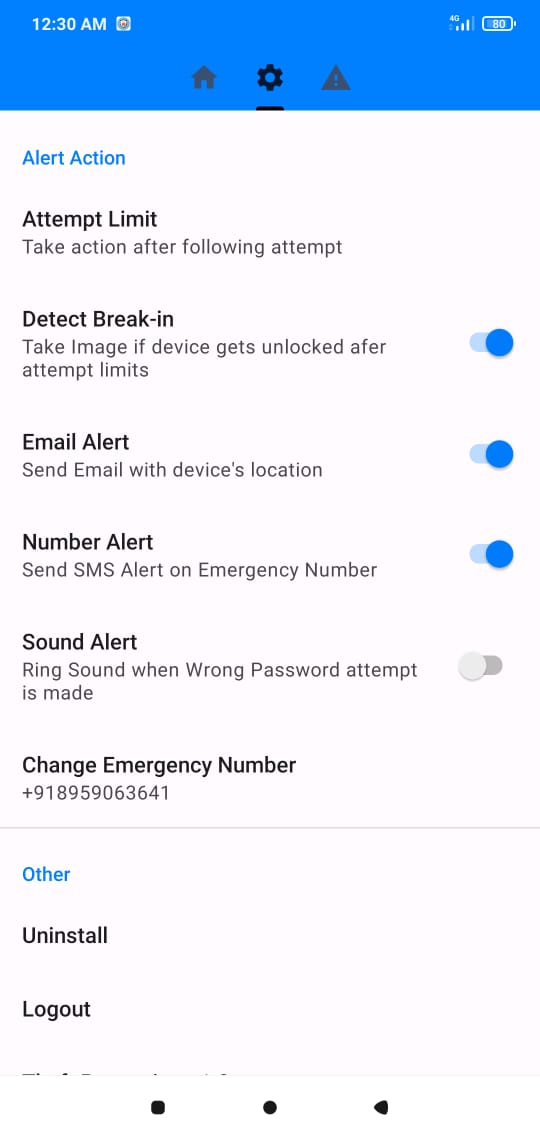 12:30 AM
4G
80
Alert Action
Attempt Limit
Take action after following attempt
Detect Break-in
Take Image if device gets unlocked afer
attempt limits
Email Alert
Send Email with device's location
Number Alert
Send SMS Alert on Emergency Number
Sound Alert
Ring Sound when Wrong Password attempt
is made
Change Emergency Number
+918959063641
Other
Uninstall
Logout